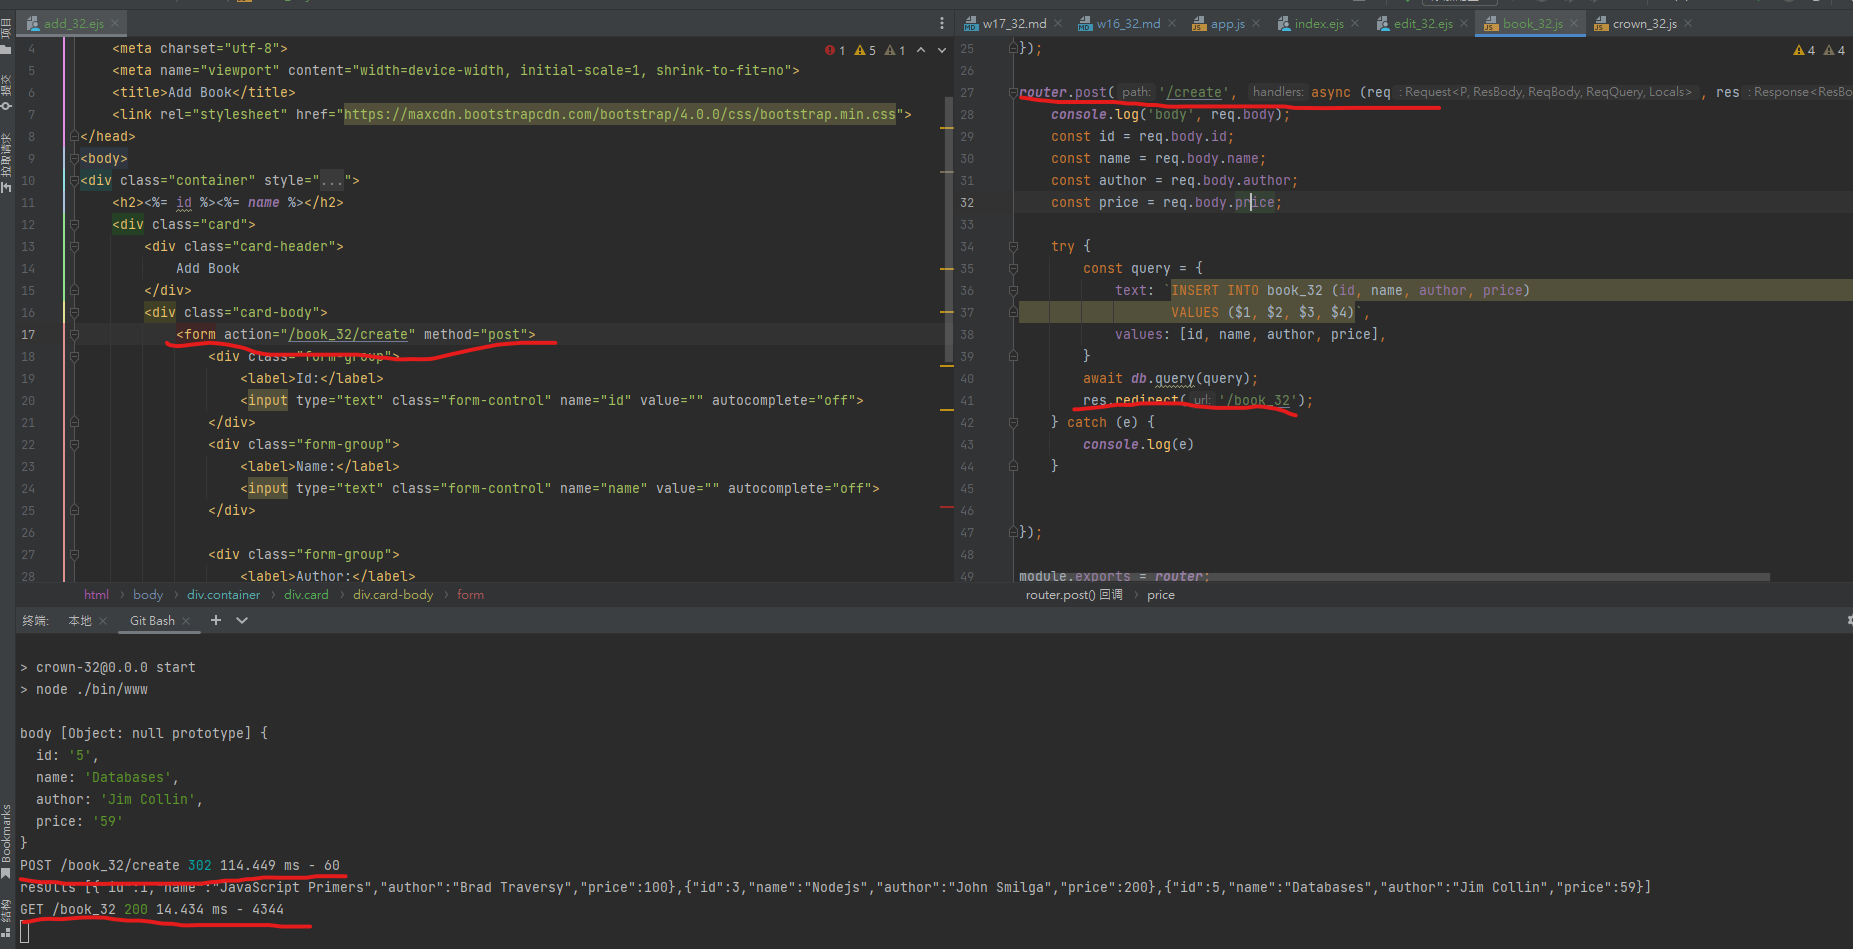 add_32.ejs
w17_32.md w16_32.md app.js index.ejs edit_32.ejs book_32.js crown_32.js
项目
提交
拉取请求
Bookmarks
结构
1 5 1
4 <meta charset="utf-8">
5 <meta name="viewport" content="width=device-width, initial-scale=1, shrink-to-fit=no">
6 <title>Add Book</title>
7 <link rel="stylesheet" href="https://maxcdn.bootstrapcdn.com/bootstrap/4.0.0/css/bootstrap.min.css">
8 </head>
9 <body>
10 <div class="container" style="...">
11 <h2><%= id %><%= name %></h2>
12 <div class="card">
13 <div class="card-header">
14 Add Book
15 </div>
16 <div class="card-body">
17 <form action="/book_32/create" method="post">
18 <div class="form-group">
19 <label>Id:</label>
20 <input type="text" class="form-control" name="id" value="" autocomplete="off">
21 </div>
22 <div class="form-group">
23 <label>Name:</label>
24 <input type="text" class="form-control" name="name" value="" autocomplete="off">
25 </div>
26
27 <div class="form-group">
28 <label>Author:</label>
html › body › div.container › div.card › div.card-body › form
4 4
25 });
26
27 router.post( path: '/create', handlers: async (req : Request<P, ResBody, ReqBody, ReqQuery, Locals> , res : Response<ResBo
28 console.log('body', req.body);
29 const id = req.body.id;
30 const name = req.body.name;
31 const author = req.body.author;
32 const price = req.body.price;
33
34 try {
35 const query = {
36 text: `INSERT INTO book_32 (id, name, author, price)
37 VALUES ($1, $2, $3, $4)`,
38 values: [id, name, author, price],
39 }
40 await db.query(query);
41 res.redirect( url: '/book_32');
42 } catch (e) {
43 console.log(e)
44 }
45
46
47 });
48
49 module.exports = router;
router.post() 回调 › price
终端: 本地 Git Bash
> crown-32@0.0.0 start
> node ./bin/www
body [Object: null prototype] {
id: '5',
name: 'Databases',
author: 'Jim Collin',
price: '59'
}
POST /book_32/create 302 114.449 ms - 60
results [{"id":1,"name":"JavaScript Primers","author":"Brad Traversy","price":100},{"id":3,"name":"Nodejs","author":"John Smilga","price":200},{"id":5,"name":"Databases","author":"Jim Collin","price":59}]
GET /book_32 200 14.434 ms - 4344